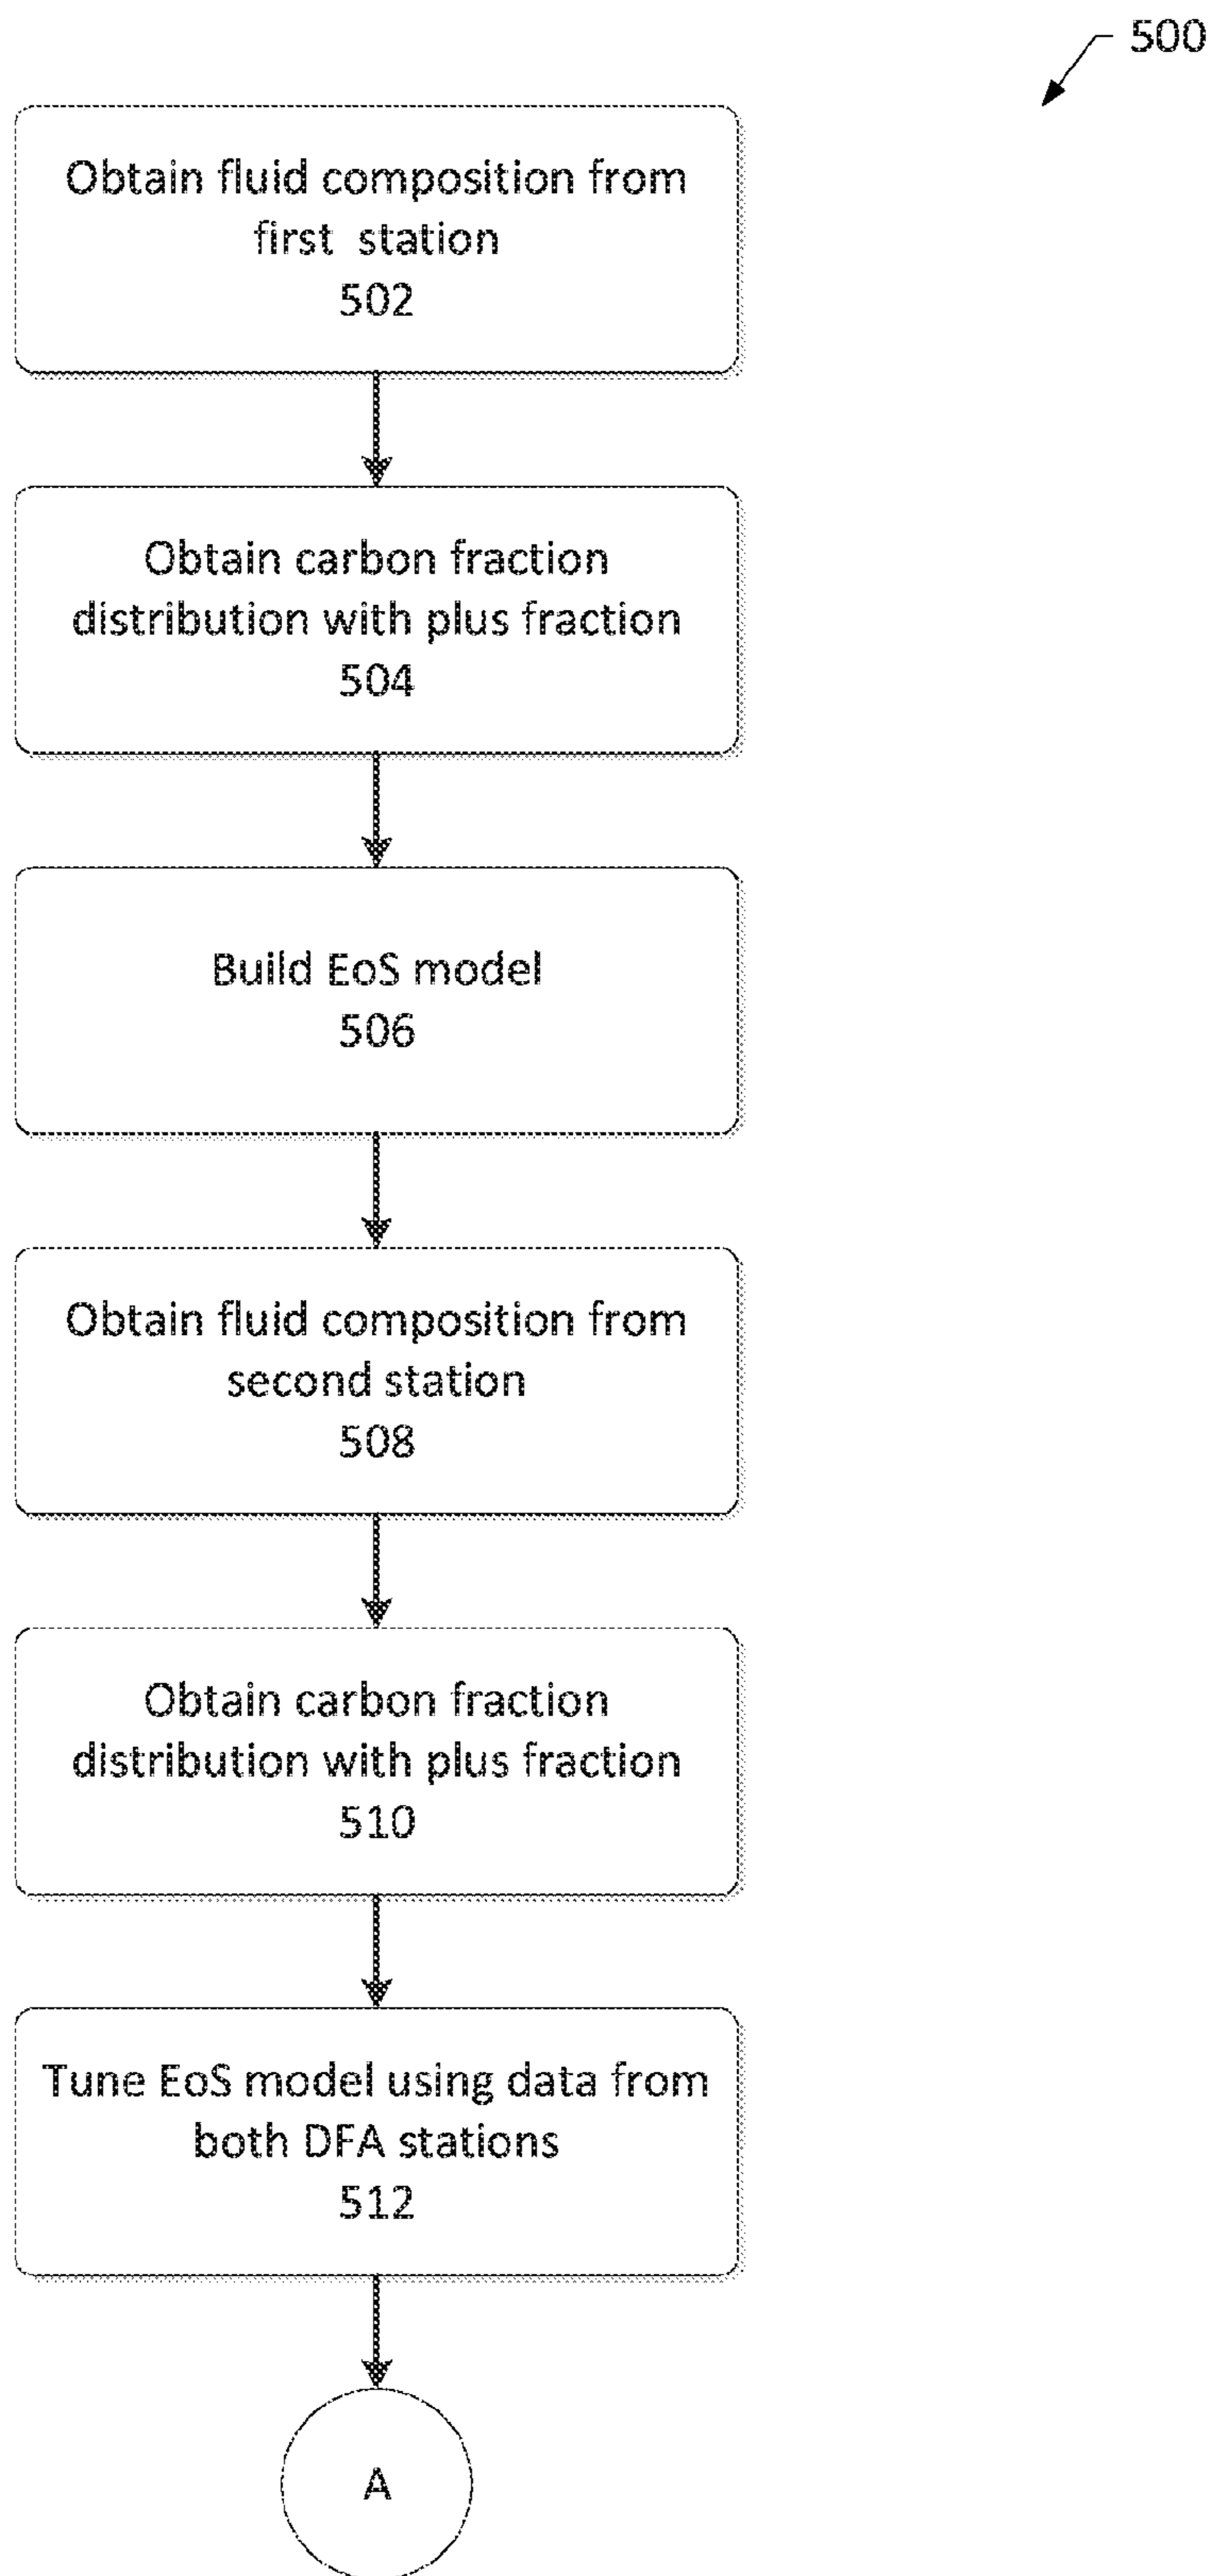 500
Obtain fluid composition from
first station
502
Obtain carbon fraction
distribution with plus fraction
504
Build EoS model
506
Obtain fluid composition from
second station
508
Obtain carbon fraction
distribution with plus fraction
510
Tune EoS model using data from
both DFA stations
512
A